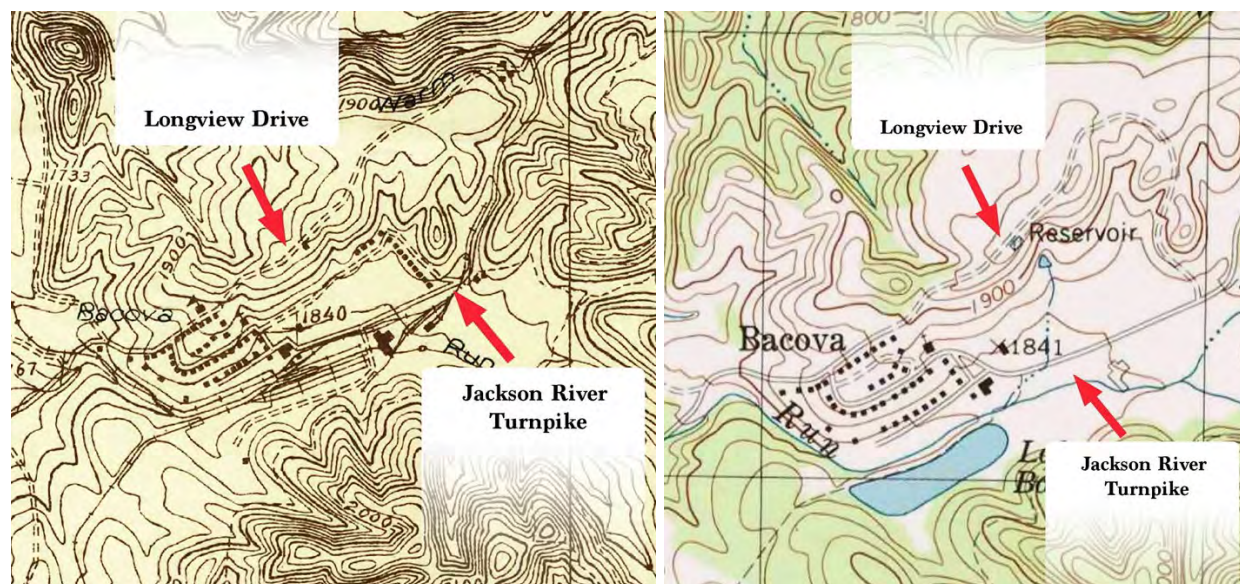 Longview Drive
1900
Warm
1733
1900
Bacova
1840
Run
67
Jackson River
Turnpike
2000
1800
Longview Drive
Reservoir
1900
Bacova
1841
Run
Jackson River
Turnpike